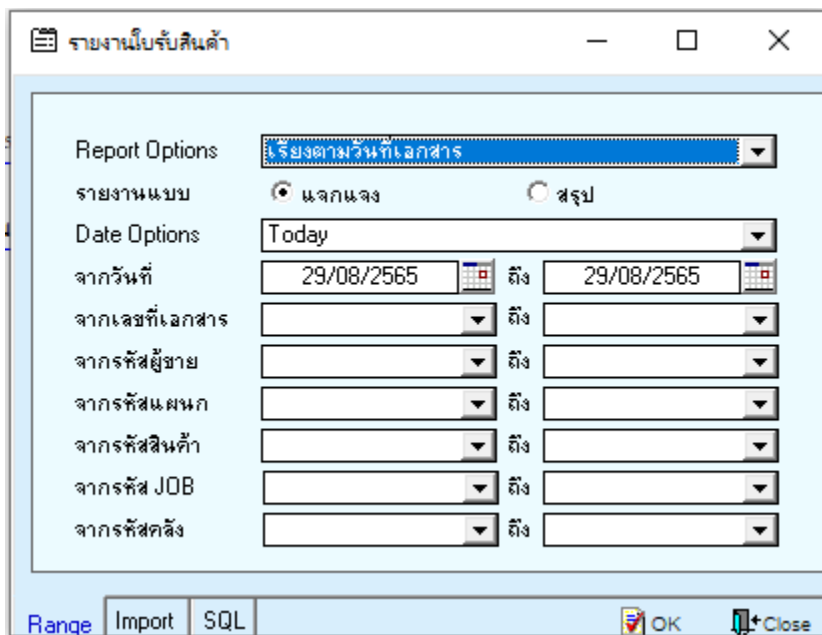 รายงานใบรับสินค้า
Report Options เรียงตามวันที่เอกสาร
รายงานแบบ แจกแจง สรุป
Date Options Today
จากวันที่ 29/08/2565 ถึง 29/08/2565
จากเลขที่เอกสาร ถึง
จากรหัสผู้ขาย ถึง
จากรหัสแผนก ถึง
จากรหัสสินค้า ถึง
จากรหัส JOB ถึง
จากรหัสคลัง ถึง
Range Import SQL OK Close